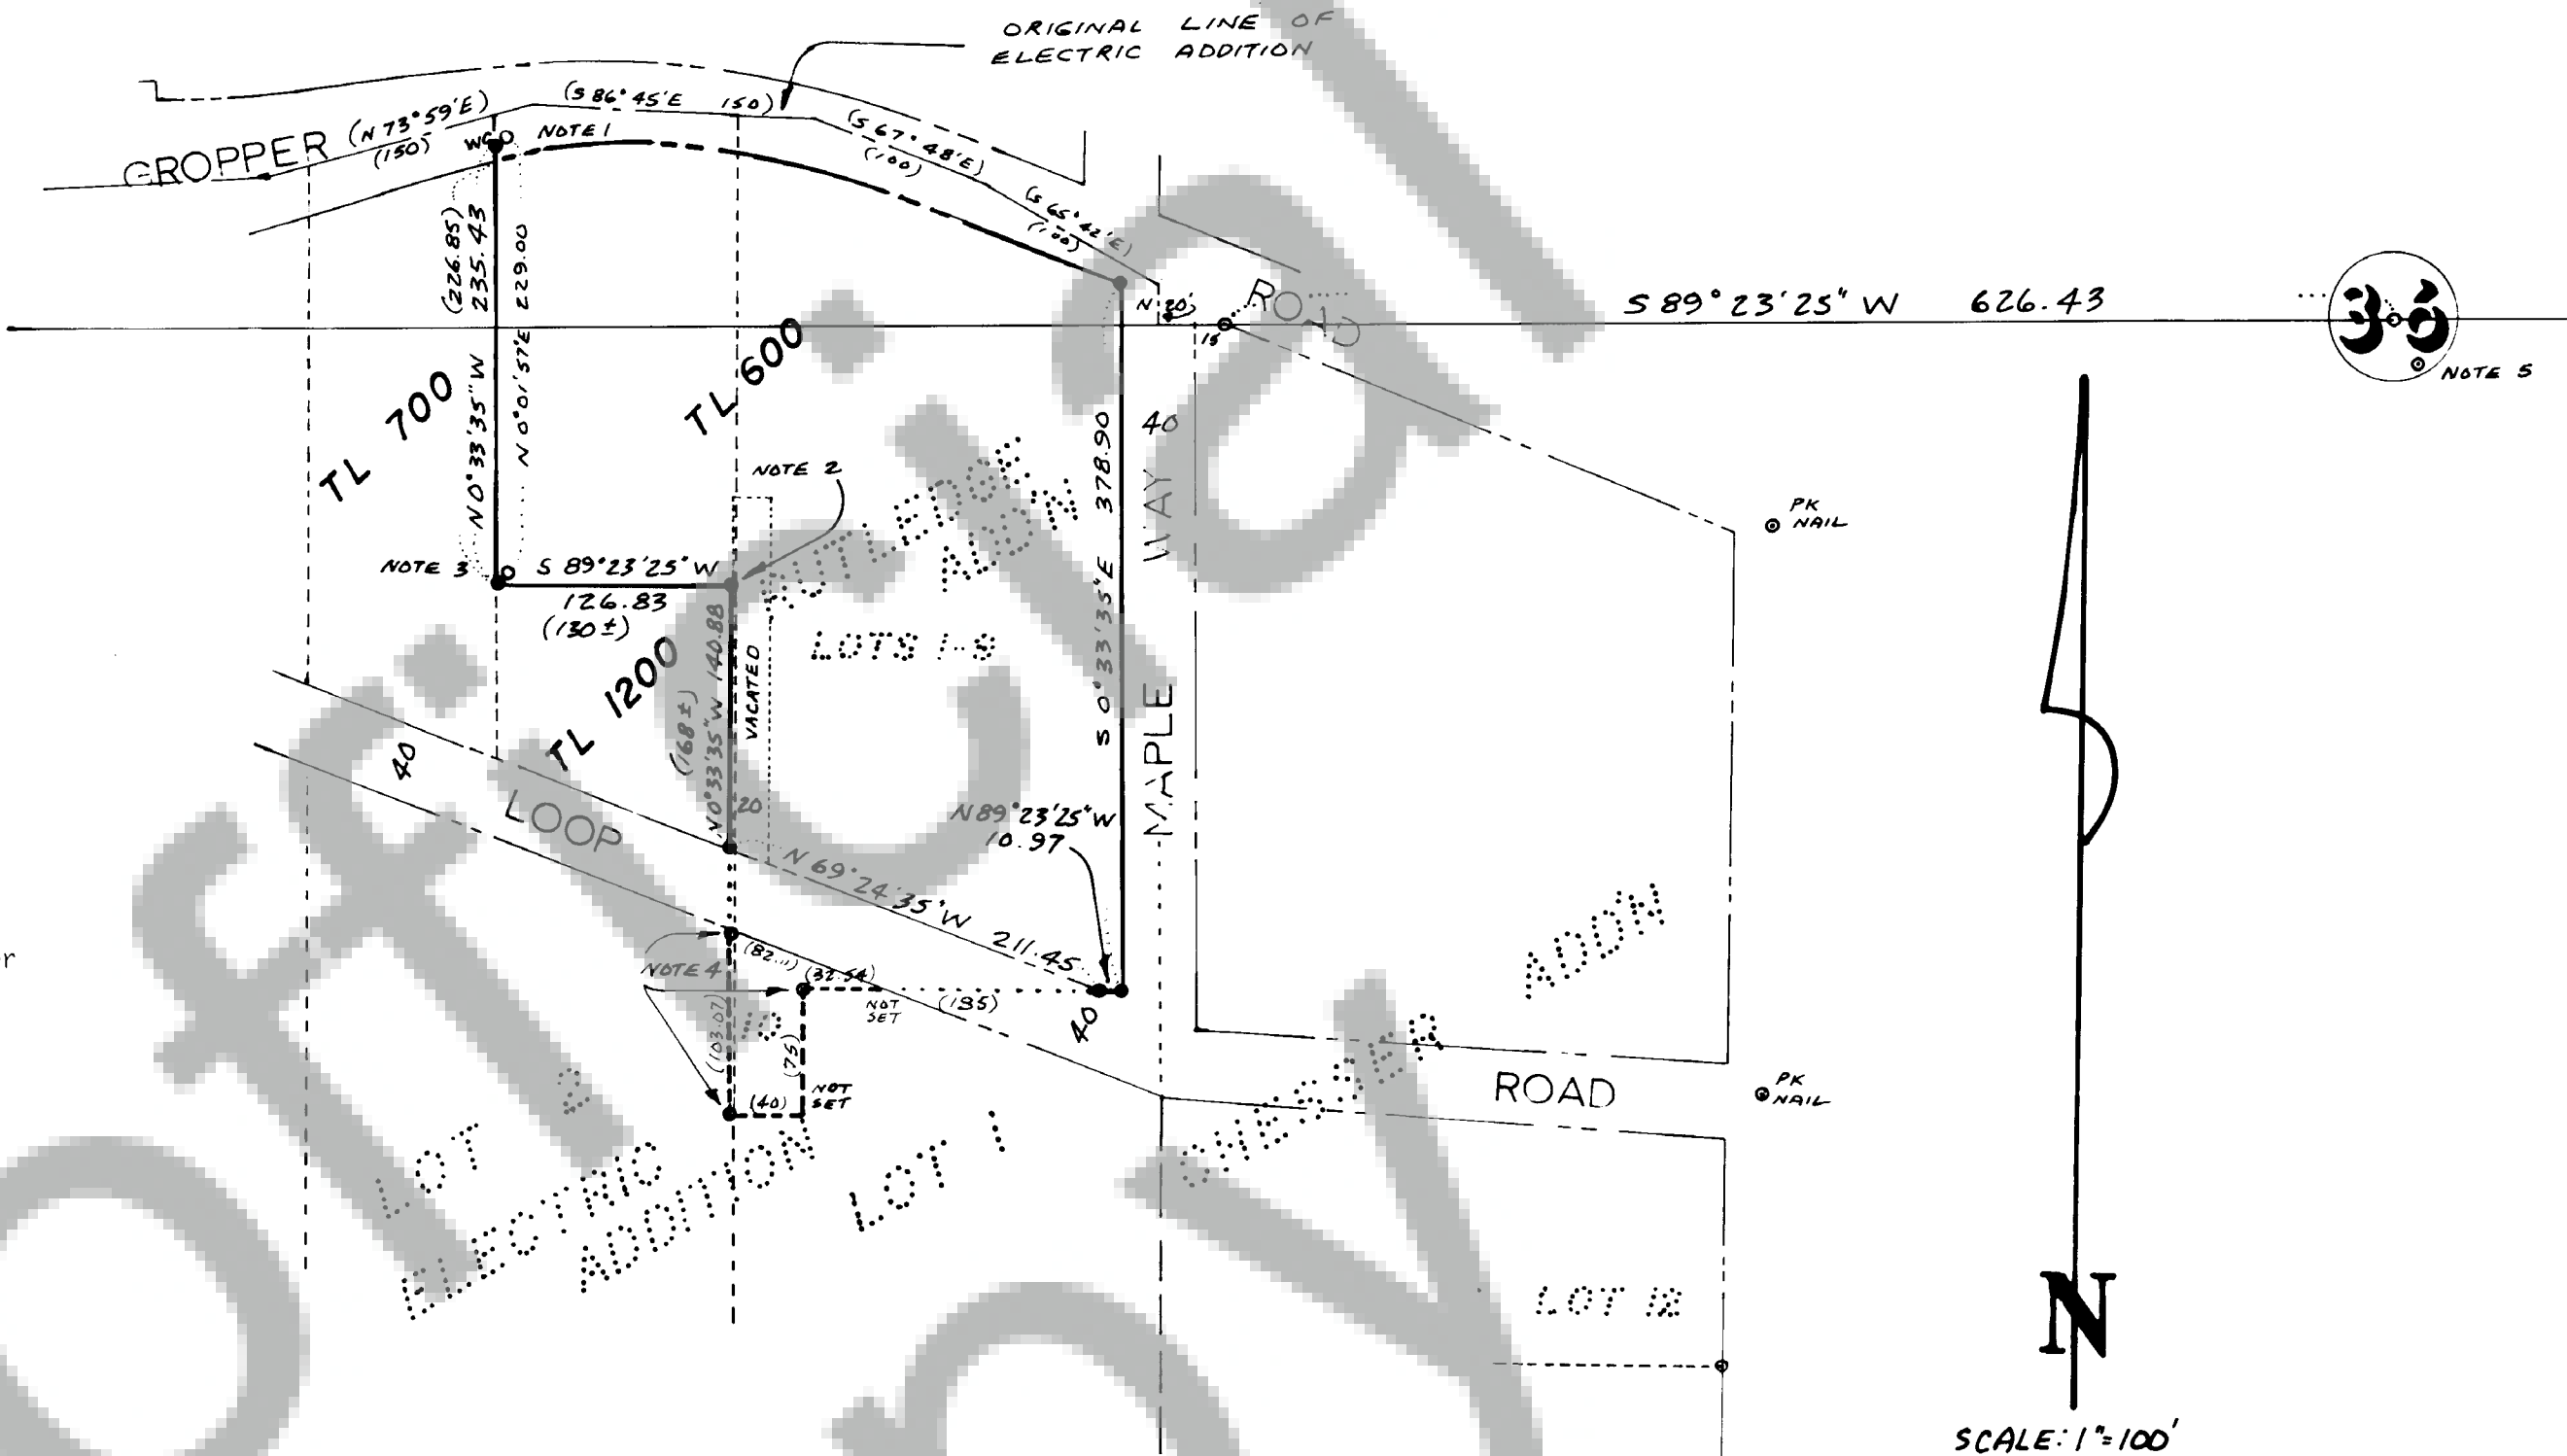 ORIGINAL LINE OF
ELECTRIC ADDITION
(S 86° 45'E 150)
(N 73° 59'E)
(150)
GROPPER
WC
NOTE 1
(S 67° 48'E)
(100)
(S 65° 42'E)
(100)
N 20'
15
ROAD
S 89° 23' 25" W 626.43
36
NOTE 5
(226.85)
235.43
N 0° 33' 35" W
N 0° 01' 57" E 229.00
TL 700
TL 600
NOTE 2
RUTLEDGE
ADD'N
LOTS 1-9
378.90
S 0° 33' 35" E
40
MAPLE WAY
PK
NAIL
NOTE 3
S 89° 23' 25" W
126.83
(130 ±)
TL 1200
(168 ±)
N 0° 33' 35" W 140.88
VACATED
20
40
LOOP
N 89° 23' 25" W
10.97
N 69° 24' 35" W 211.45
NOTE 4
(82.11)
(32.54)
NOT
SET
(195)
40
(103.07)
(75)
(40)
NOT
SET
ROAD
PK
NAIL
CHESTER ADDN
LOT 2
ELECTRIC
ADDITION
LOT 1
LOT 12
N
SCALE: 1"=100'
r